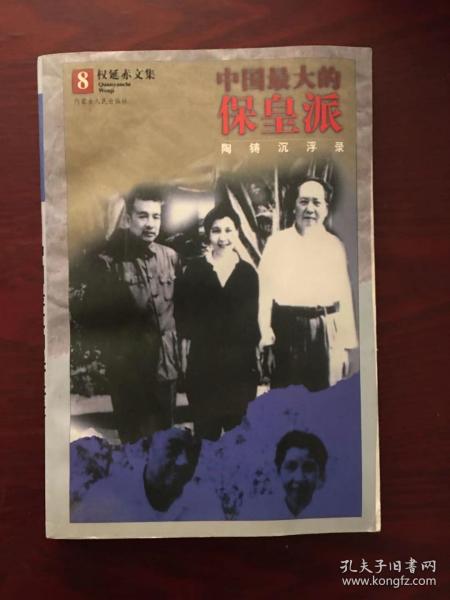 8
权延赤文集
Quanyanchi
Wenji
内蒙古人民出版社
中国最大的
保皇派
陶铸沉浮录
孔夫子旧书网
www.kongfz.com